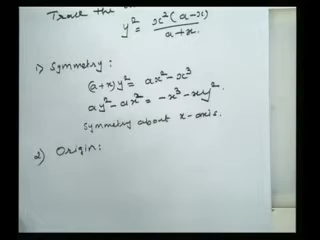 Trace the
y² = x²(a-x) / a+x.
1) Symmetry:
(a+x)y² = ax² - x³
ay² - ax² = -x³ - xy².
Symmetry about x-axis.
2) Origin: